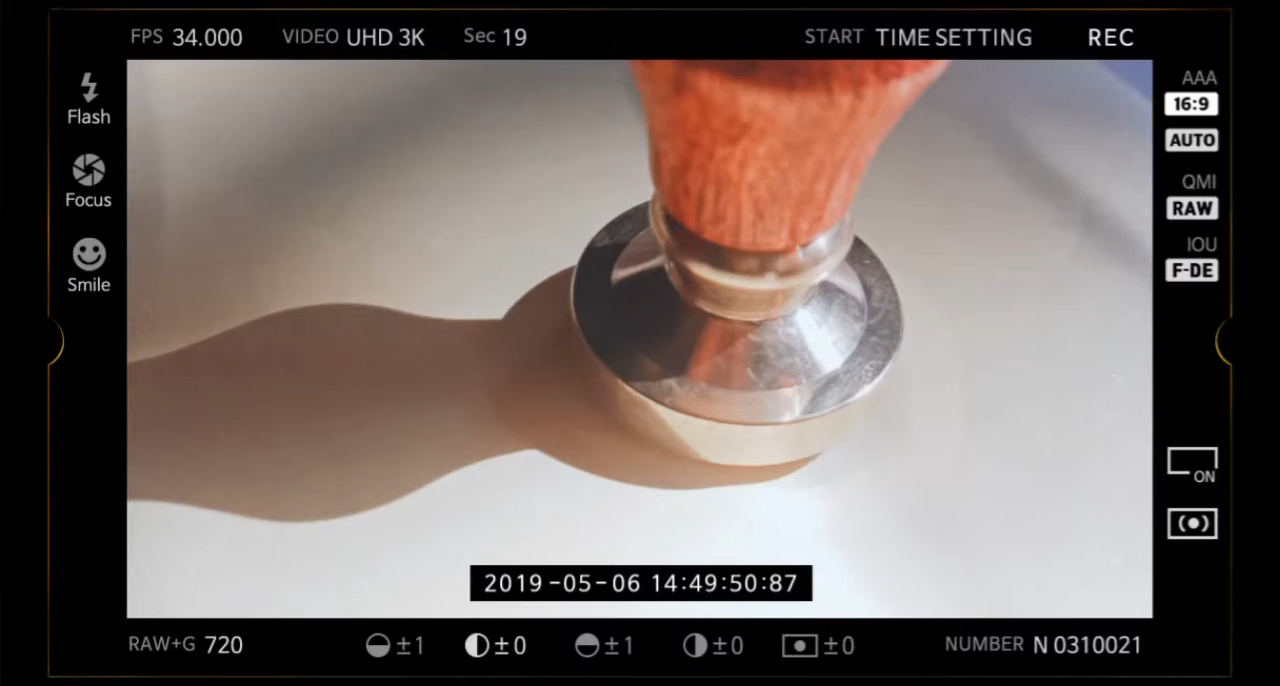 FPS 34.000 VIDEO UHD 3K Sec 19 START TIME SETTING REC
Flash
Focus
Smile
AAA
16:9
AUTO
QMI
RAW
IOU
F-DE
ON
2019-05-06 14:49:50:87
RAW+G 720 ±1 ±0 ±1 ±0 ±0 NUMBER N 0310021